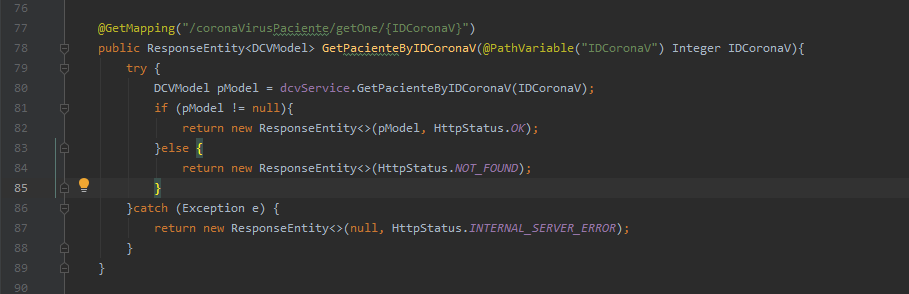 76
77 @GetMapping("/coronaVirusPaciente/getOne/{IDCoronaV}")
78 public ResponseEntity<DCVModel> GetPacienteByIDCoronaV(@PathVariable("IDCoronaV") Integer IDCoronaV){
79 try {
80 DCVModel pModel = dcvService.GetPacienteByIDCoronaV(IDCoronaV);
81 if (pModel != null){
82 return new ResponseEntity<>(pModel, HttpStatus.OK);
83 }else {
84 return new ResponseEntity<>(HttpStatus.NOT_FOUND);
85 }
86 }catch (Exception e) {
87 return new ResponseEntity<>(null, HttpStatus.INTERNAL_SERVER_ERROR);
88 }
89 }
90